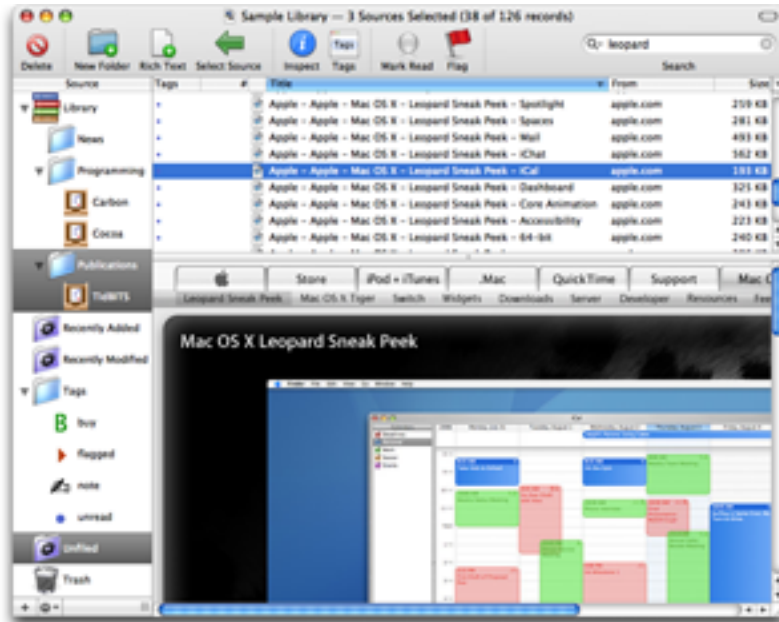 Sample Library — 3 Sources Selected (38 of 126 records)
leopard
Delete New Folder Rich Text Select Source Inspect Tags Mark Read Flag Search
Source Tags # Title From Size
Library
News
Programming
Carbon
Cocoa
Publications
TidBITS
Recently Added
Recently Modified
Tags
buy
flagged
note
unread
Unfiled
Trash
Apple - Apple - Mac OS X - Leopard Sneak Peek - Spotlight apple.com 259 KB
Apple - Apple - Mac OS X - Leopard Sneak Peek - Spaces apple.com 281 KB
Apple - Apple - Mac OS X - Leopard Sneak Peek - Mail apple.com 493 KB
Apple - Apple - Mac OS X - Leopard Sneak Peek - iChat apple.com 562 KB
Apple - Apple - Mac OS X - Leopard Sneak Peek - iCal apple.com 193 KB
Apple - Apple - Mac OS X - Leopard Sneak Peek - Dashboard apple.com 325 KB
Apple - Apple - Mac OS X - Leopard Sneak Peek - Core Animation apple.com 243 KB
Apple - Apple - Mac OS X - Leopard Sneak Peek - Accessibility apple.com 223 KB
Apple - Apple - Mac OS X - Leopard Sneak Peek - 64-bit apple.com 240 KB
Store iPod + iTunes .Mac QuickTime Support Mac O
Leopard Sneak Peek Mac OS X Tiger Switch Widgets Downloads Server Developer Resources
Mac OS X Leopard Sneak Peek